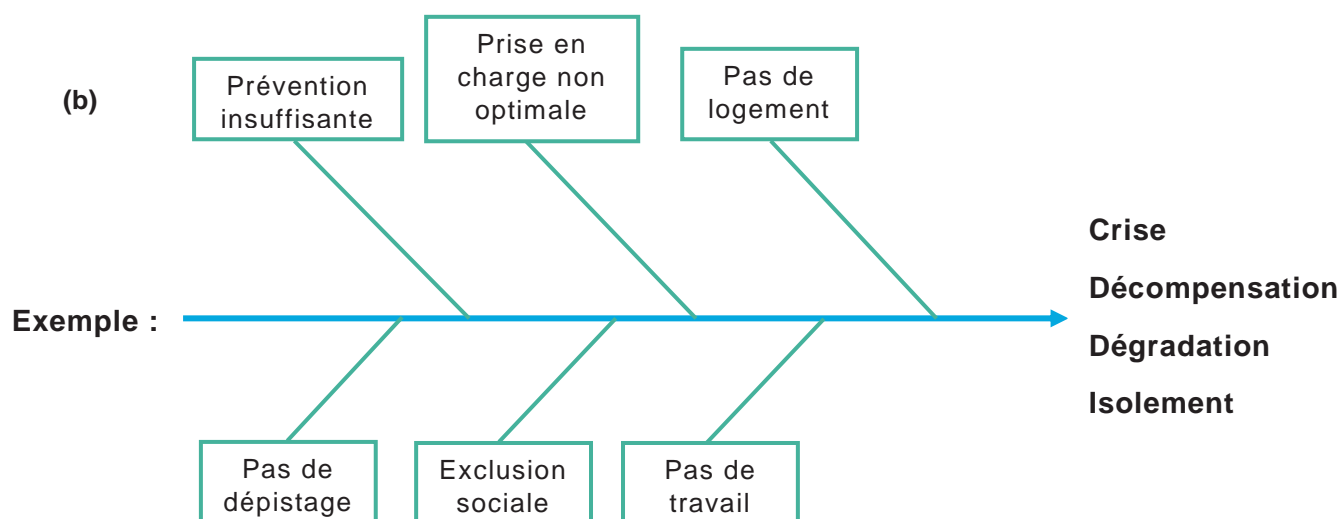 (b)
Prévention
insuffisante
Prise en
charge non
optimale
Pas de
logement
Exemple :
Crise
Décompensation
Dégradation
Isolement
Pas de
dépistage
Exclusion
sociale
Pas de
travail